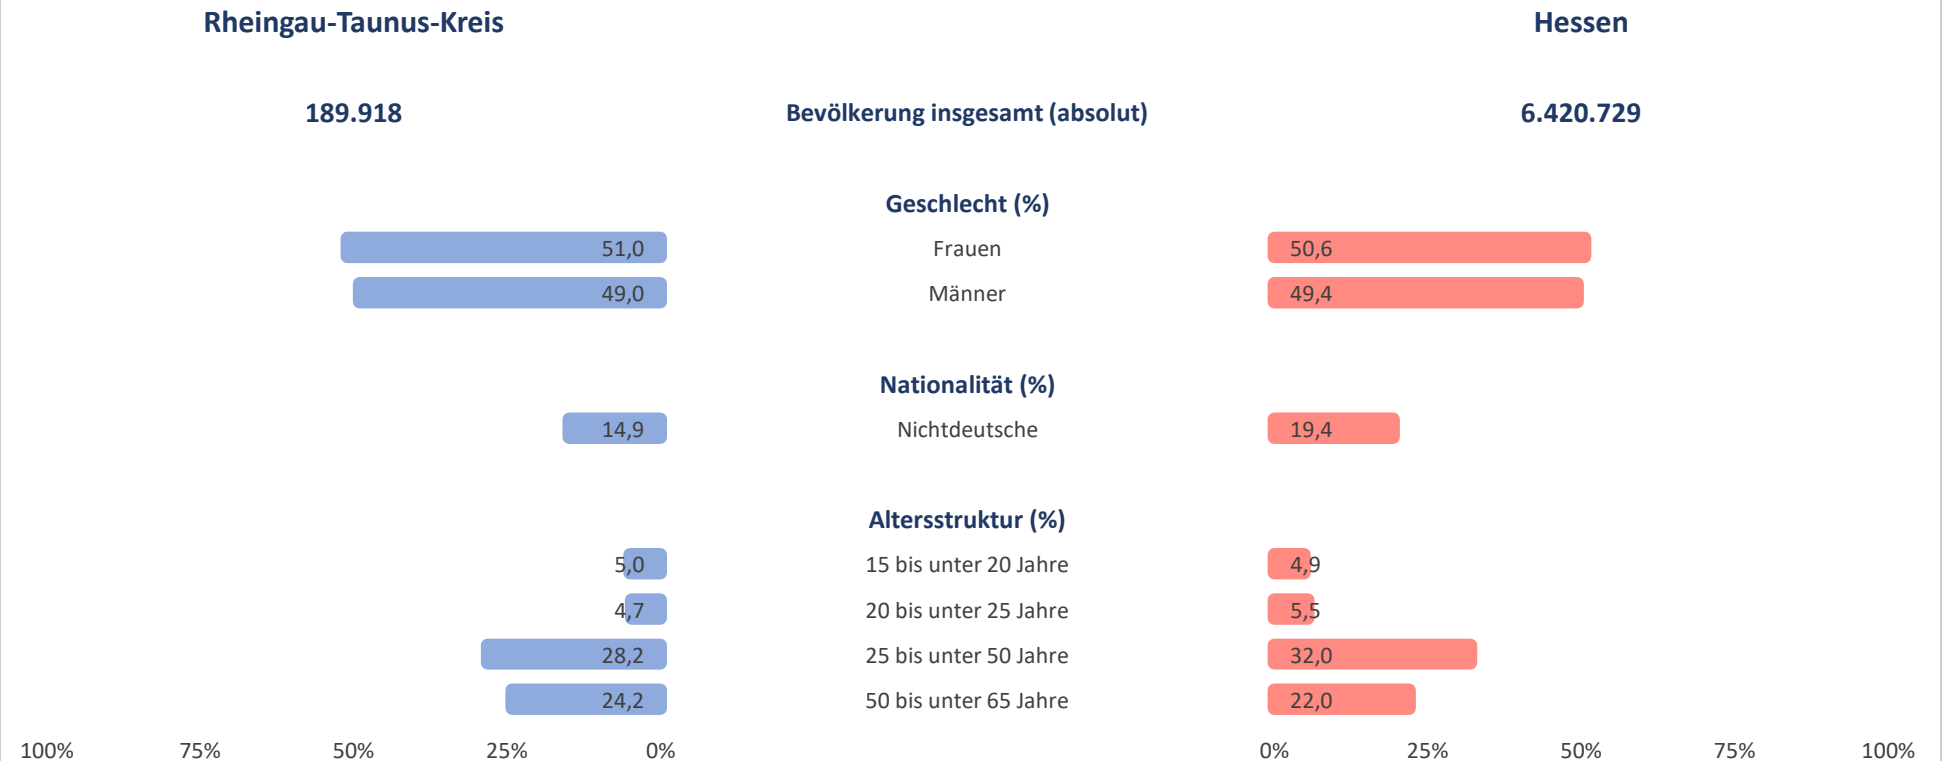 Rheingau-Taunus-Kreis Hessen
189.918 Bevölkerung insgesamt (absolut) 6.420.729
Geschlecht (%)
51,0 Frauen 50,6
49,0 Männer 49,4
Nationalität (%)
14,9 Nichtdeutsche 19,4
Altersstruktur (%)
5,0 15 bis unter 20 Jahre 4,9
4,7 20 bis unter 25 Jahre 5,5
28,2 25 bis unter 50 Jahre 32,0
24,2 50 bis unter 65 Jahre 22,0
100% 75% 50% 25% 0% 0% 25% 50% 75% 100%